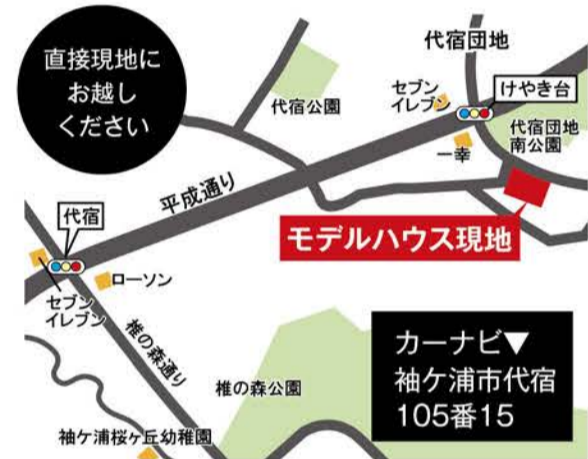 直接現地に
お越し
ください
代宿団地
セブン
イレブン
けやき台
代宿公園
一幸
代宿団地
南公園
平成通り
モデルハウス現地
代宿
ローソン
セブン
イレブン
椎の森通り
椎の森公園
袖ケ浦桜ヶ丘幼稚園
カーナビ▼
袖ケ浦市代宿
105番15